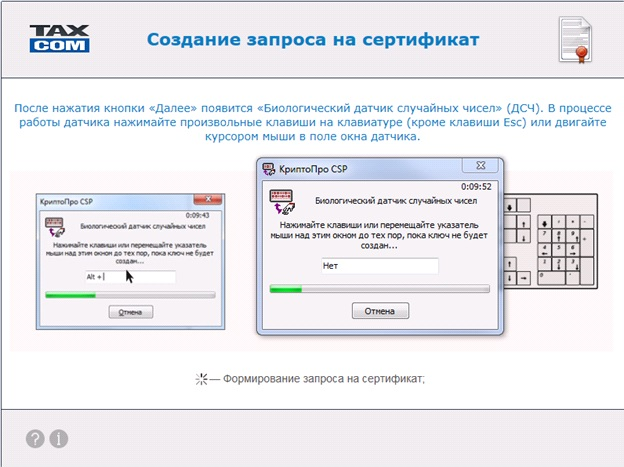 TAX
COM
Создание запроса на сертификат
После нажатия кнопки «Далее» появится «Биологический датчик случайных чисел» (ДСЧ). В процессе
работы датчика нажимайте произвольные клавиши на клавиатуре (кроме клавиши Esc) или двигайте
курсором мыши в поле окна датчика.
КриптоПро CSP
0:09:43
Биологический датчик случайных чисел
Нажимайте клавиши или перемещайте указатель
мыши над этим окном до тех пор, пока ключ не будет
создан...
Alt +
Отмена
КриптоПро CSP
0:09:52
Биологический датчик случайных чисел
Нажимайте клавиши или перемещайте указатель
мыши над этим окном до тех пор, пока ключ не будет
создан...
Нет
Отмена
— Формирование запроса на сертификат;